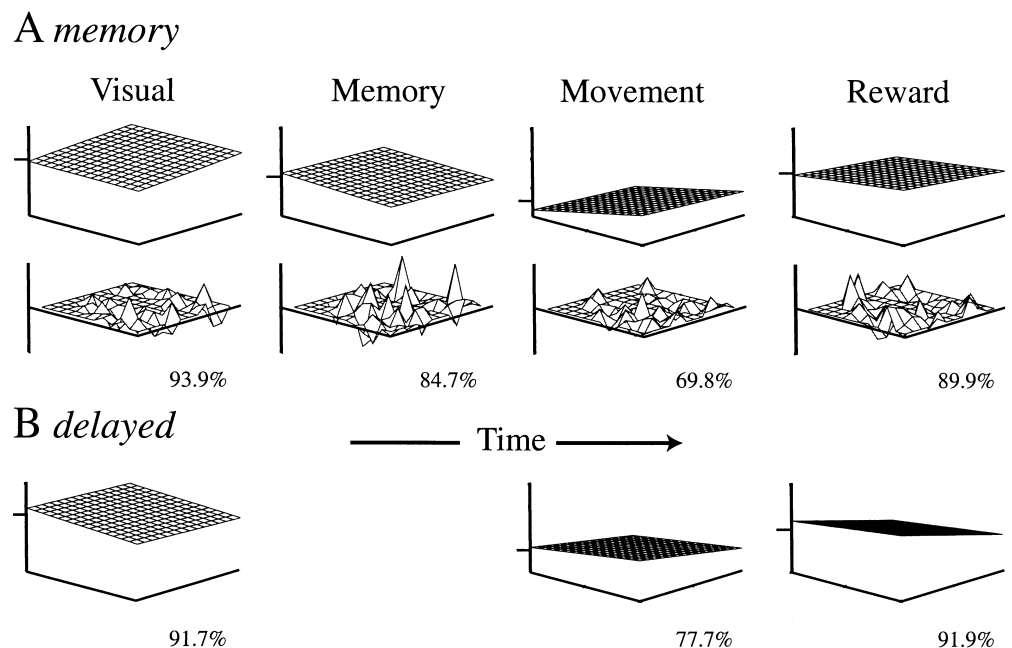 A memory
Visual Memory Movement Reward
93.9% 84.7% 69.8% 89.9%
B delayed
Time
91.7% 77.7% 91.9%